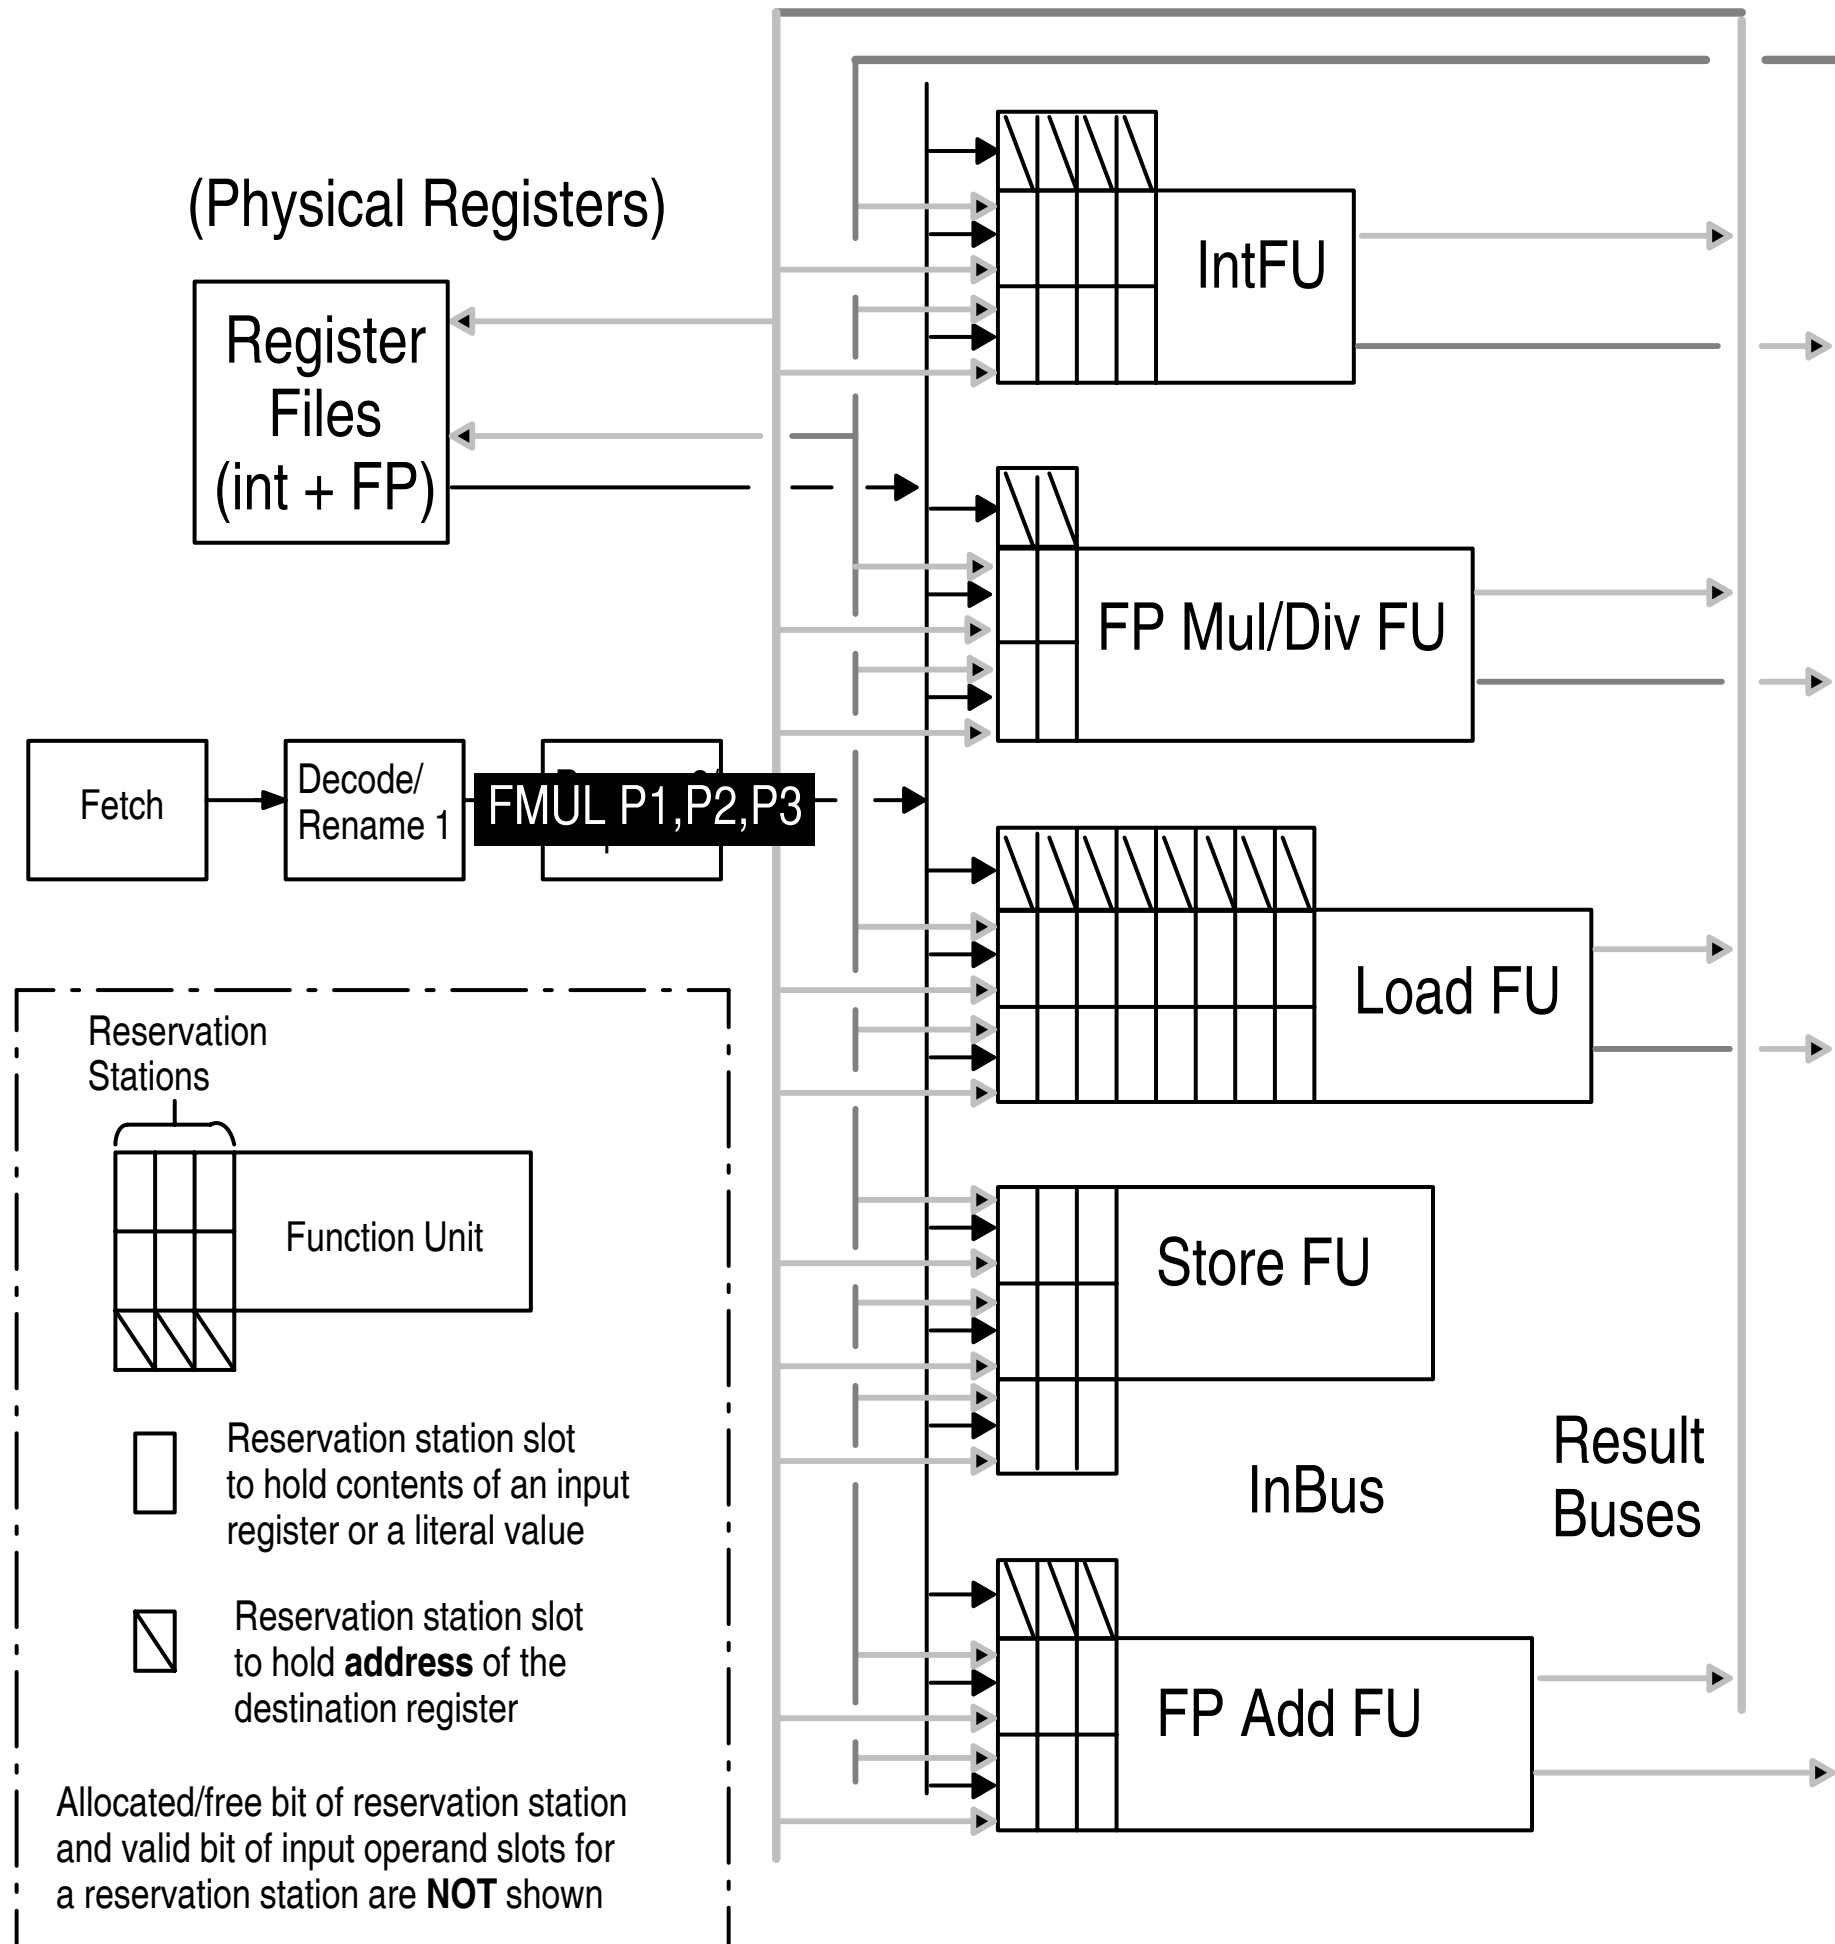 (Physical Registers)
Register
Files
(int + FP)
IntFU
FP Mul/Div FU
Fetch
Decode/
Rename 1
FMUL P1,P2,P3
Load FU
Reservation
Stations
Function Unit
Store FU
Reservation station slot
to hold contents of an input
register or a literal value
InBus
Result
Buses
Reservation station slot
to hold address of the
destination register
FP Add FU
Allocated/free bit of reservation station
and valid bit of input operand slots for
a reservation station are NOT shown